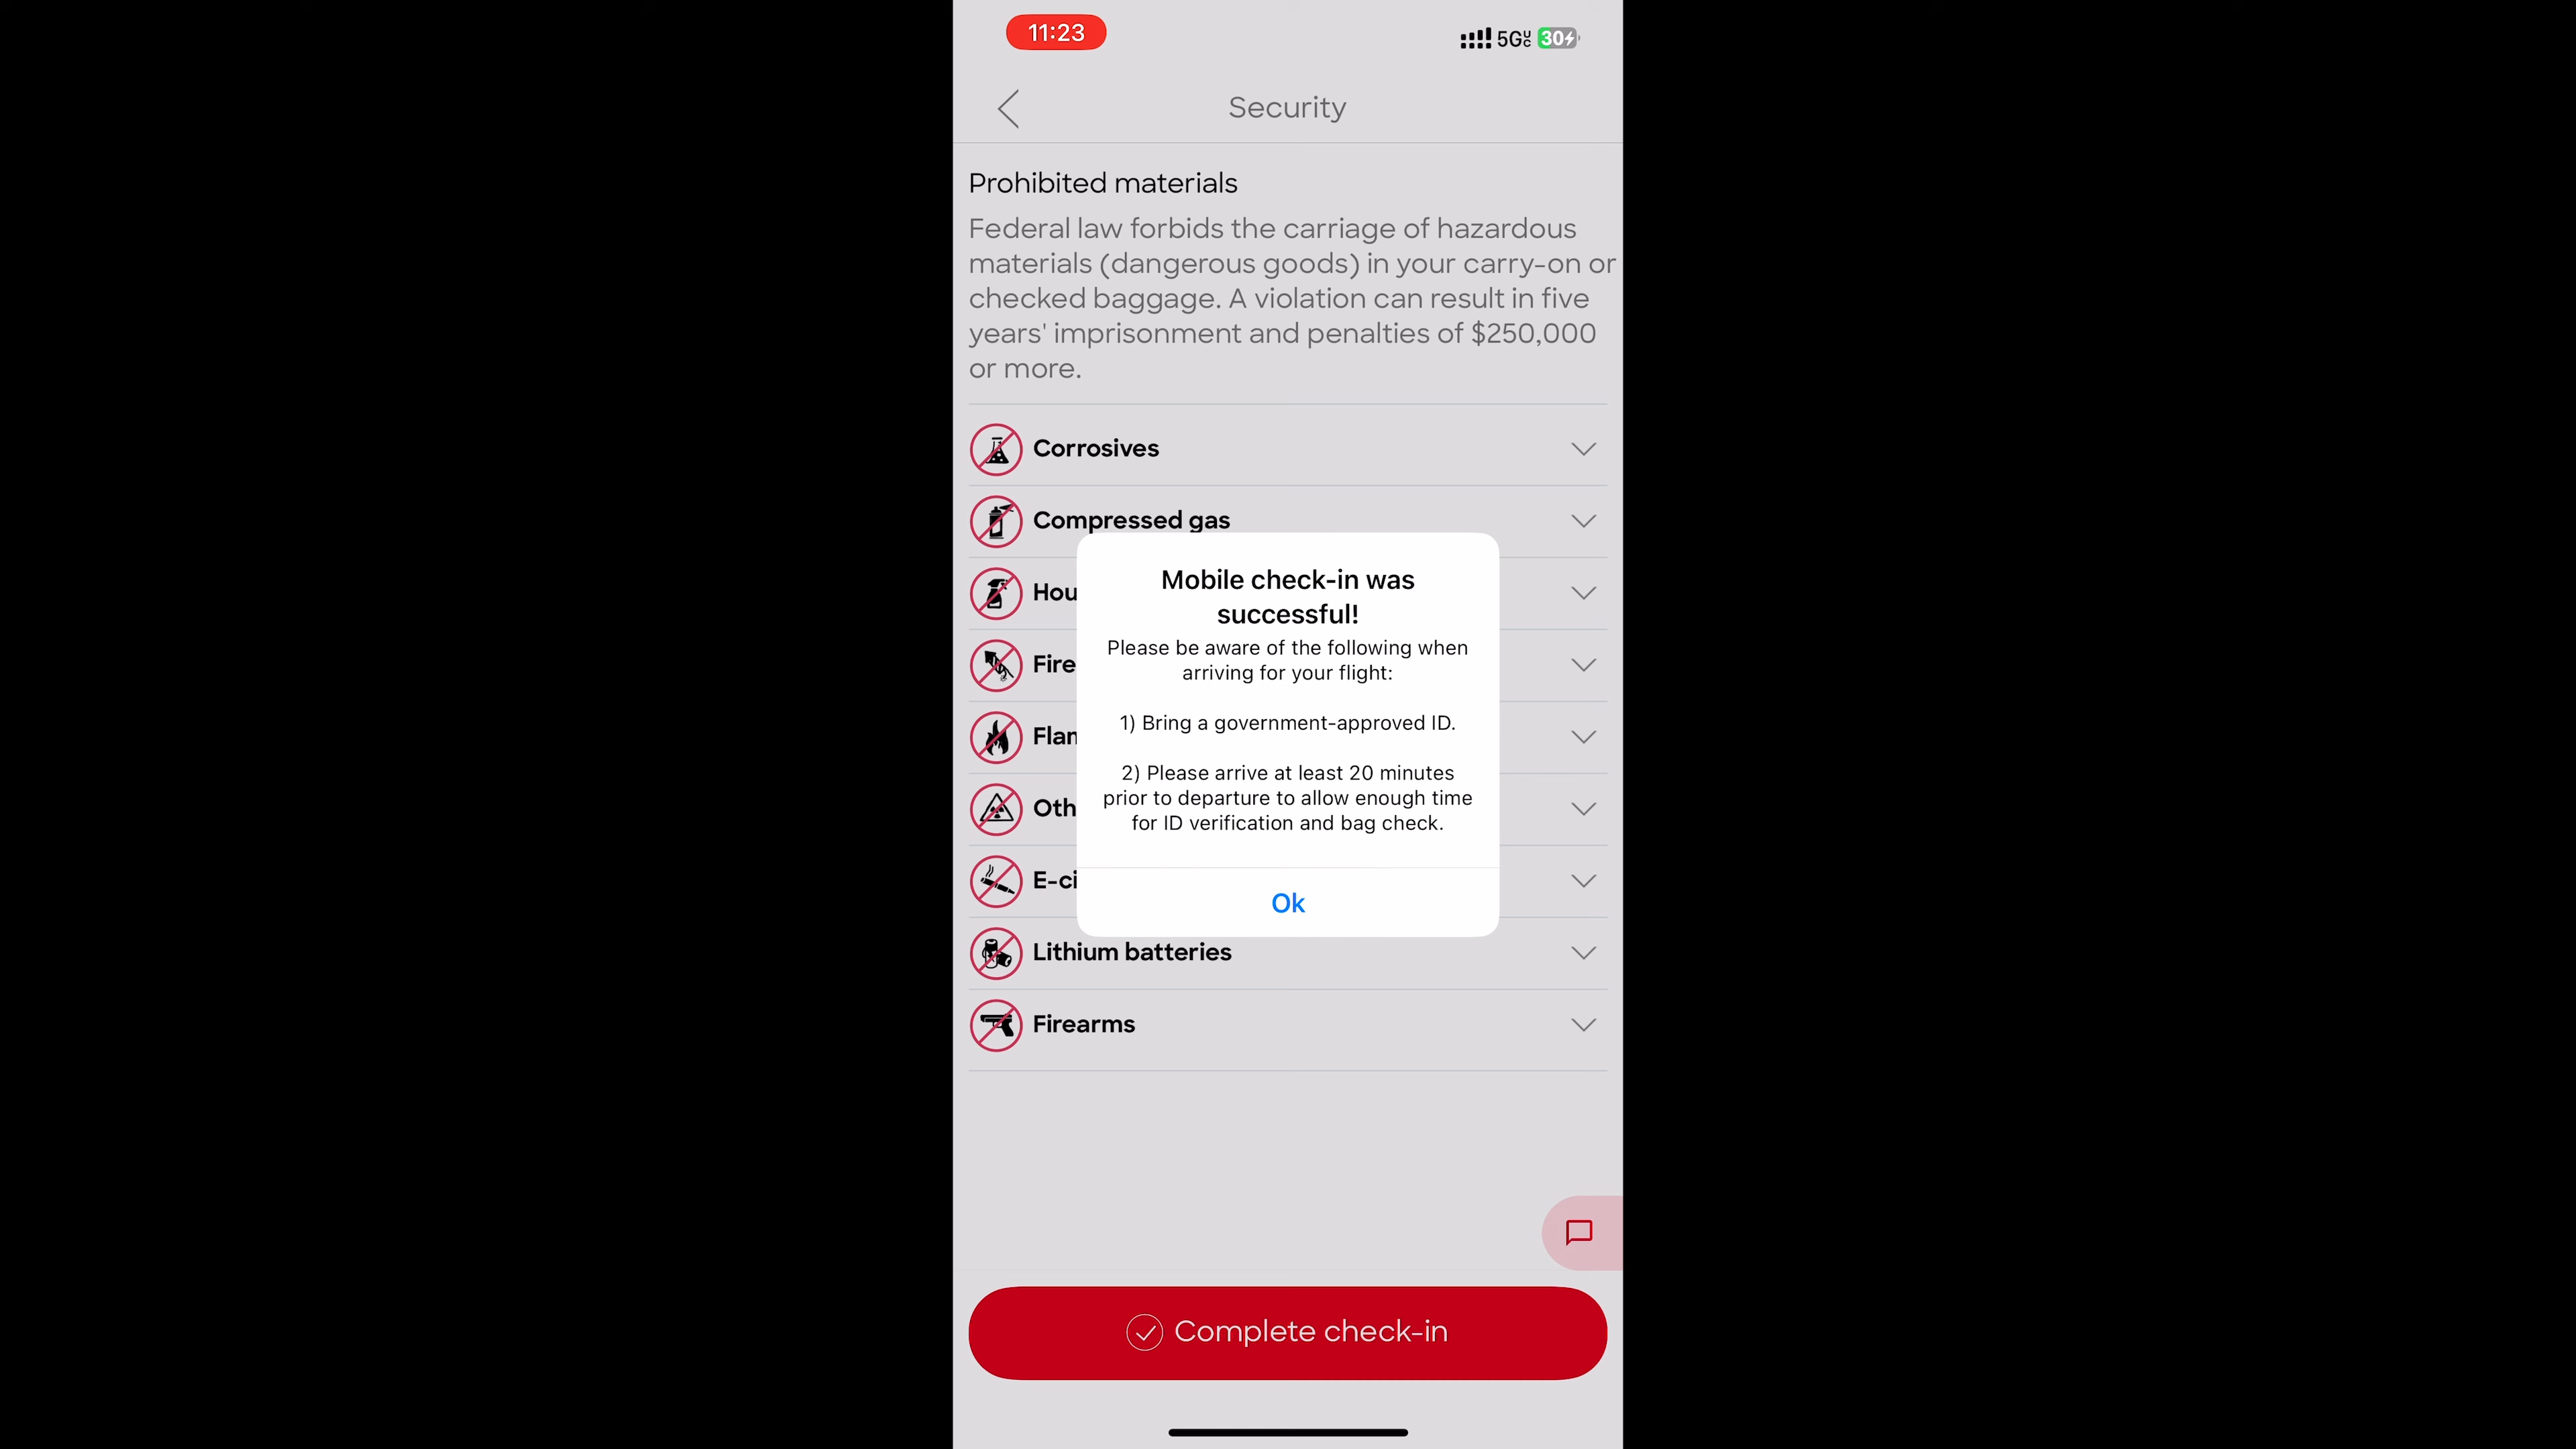 11:23
5G UC 30
Security
Prohibited materials
Federal law forbids the carriage of hazardous
materials (dangerous goods) in your carry-on or
checked baggage. A violation can result in five
years' imprisonment and penalties of $250,000
or more.
Corrosives
Compressed gas
Hou
Fire
Flam
Oth
E-ci
Mobile check-in was
successful!
Please be aware of the following when
arriving for your flight:
1) Bring a government-approved ID.
2) Please arrive at least 20 minutes
prior to departure to allow enough time
for ID verification and bag check.
Ok
Lithium batteries
Firearms
Complete check-in